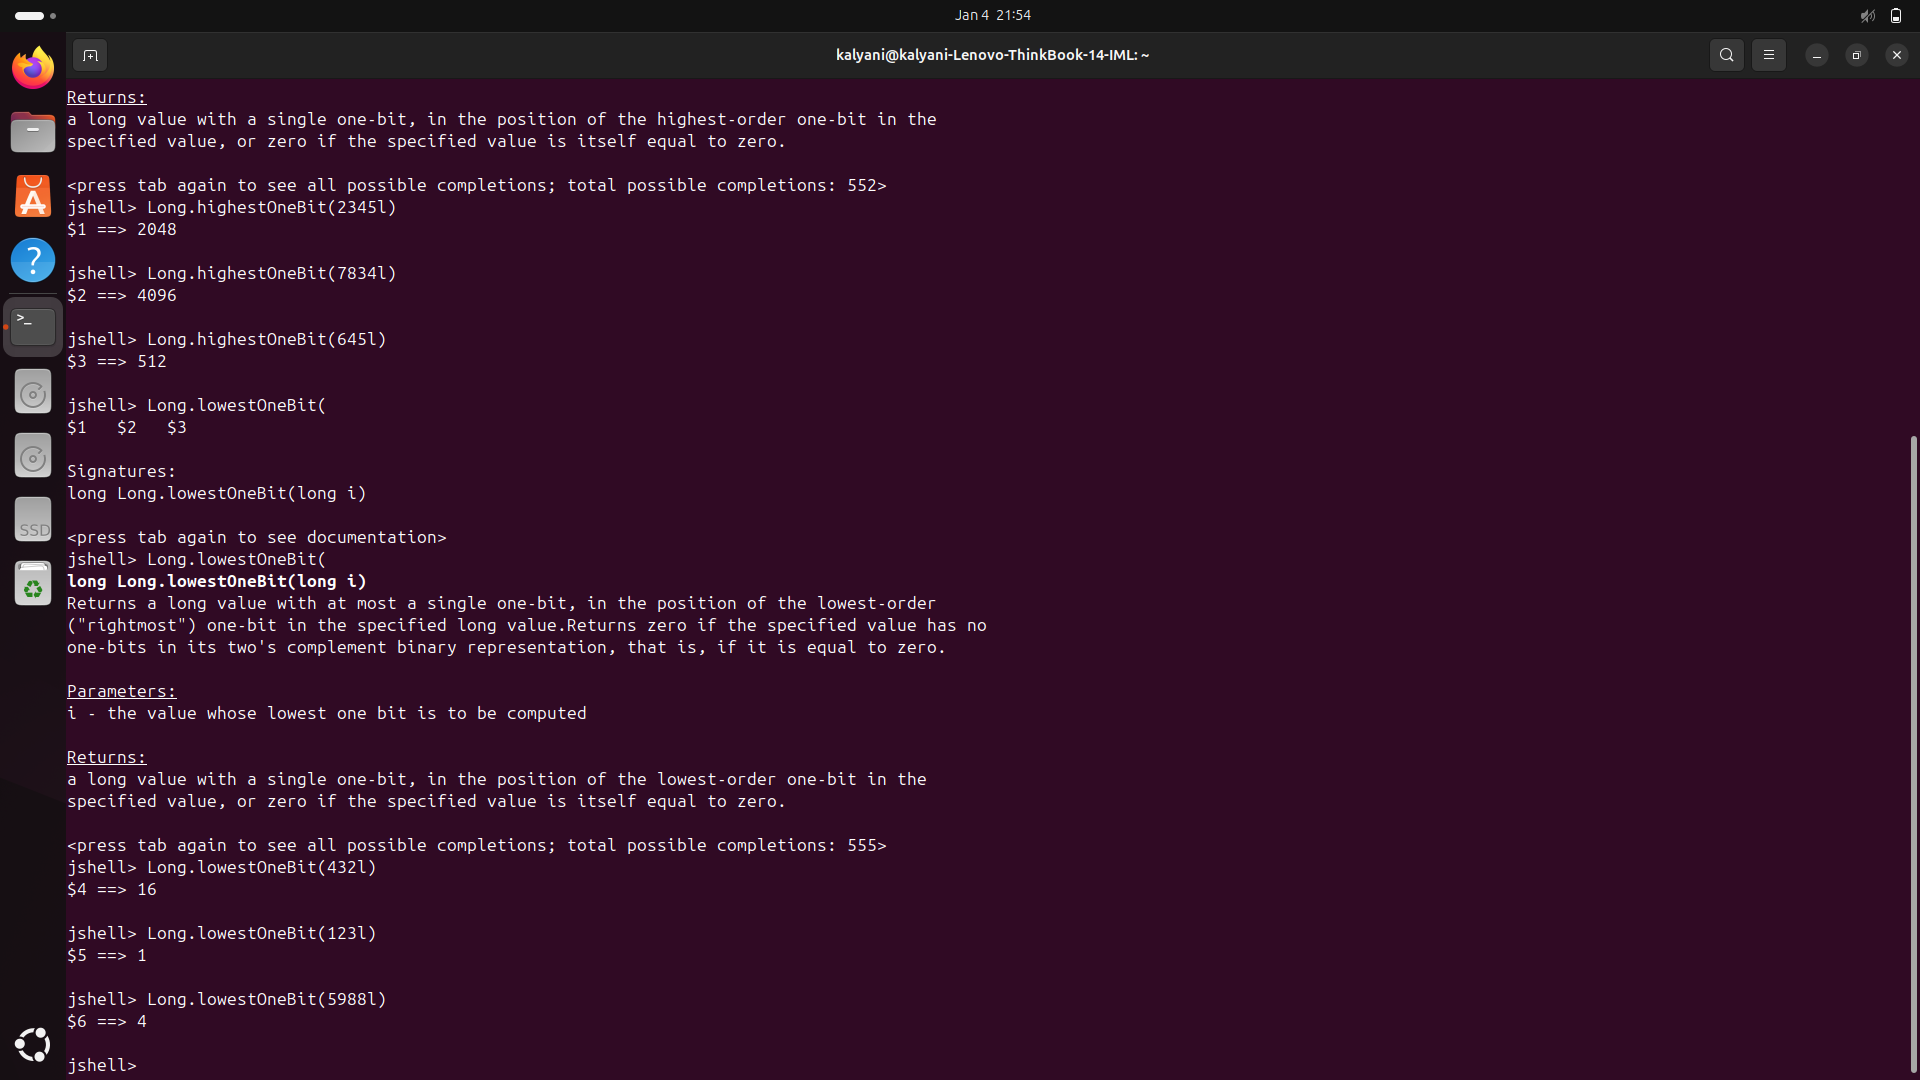 Jan 4 21:54
kalyani@kalyani-Lenovo-ThinkBook-14-IML: ~
Returns:
a long value with a single one-bit, in the position of the highest-order one-bit in the
specified value, or zero if the specified value is itself equal to zero.
<press tab again to see all possible completions; total possible completions: 552>
jshell> Long.highestOneBit(2345l)
$1 ==> 2048
jshell> Long.highestOneBit(7834l)
$2 ==> 4096
jshell> Long.highestOneBit(645l)
$3 ==> 512
jshell> Long.lowestOneBit(
$1   $2   $3
Signatures:
long Long.lowestOneBit(long i)
<press tab again to see documentation>
jshell> Long.lowestOneBit(
long Long.lowestOneBit(long i)
Returns a long value with at most a single one-bit, in the position of the lowest-order
("rightmost") one-bit in the specified long value.Returns zero if the specified value has no
one-bits in its two's complement binary representation, that is, if it is equal to zero.
Parameters:
i - the value whose lowest one bit is to be computed
Returns:
a long value with a single one-bit, in the position of the lowest-order one-bit in the
specified value, or zero if the specified value is itself equal to zero.
<press tab again to see all possible completions; total possible completions: 555>
jshell> Long.lowestOneBit(432l)
$4 ==> 16
jshell> Long.lowestOneBit(123l)
$5 ==> 1
jshell> Long.lowestOneBit(5988l)
$6 ==> 4
jshell>
>_
SSD